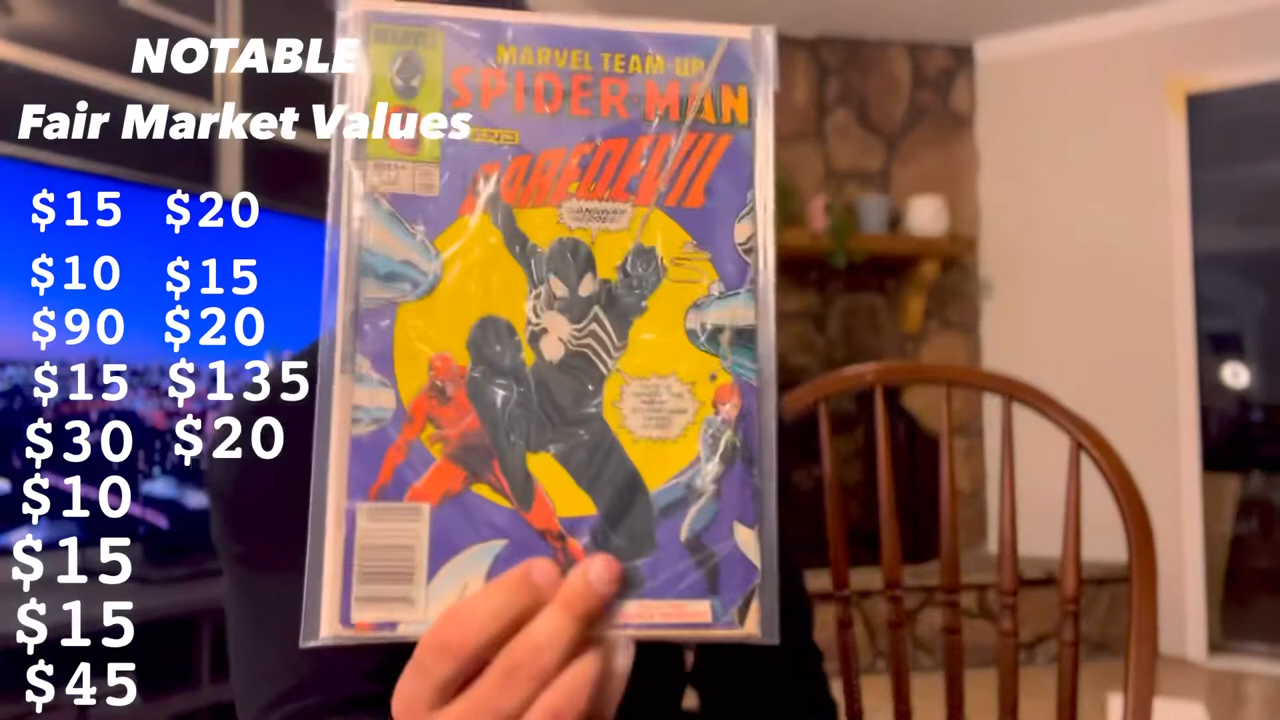 NOTABLE
Fair Market Values
$15 $20
$10 $15
$90 $20
$15 $135
$30 $20
$10
$15
$15
$45
MARVEL
MARVEL TEAM-UP
SPIDER-MAN
DAREDEVIL